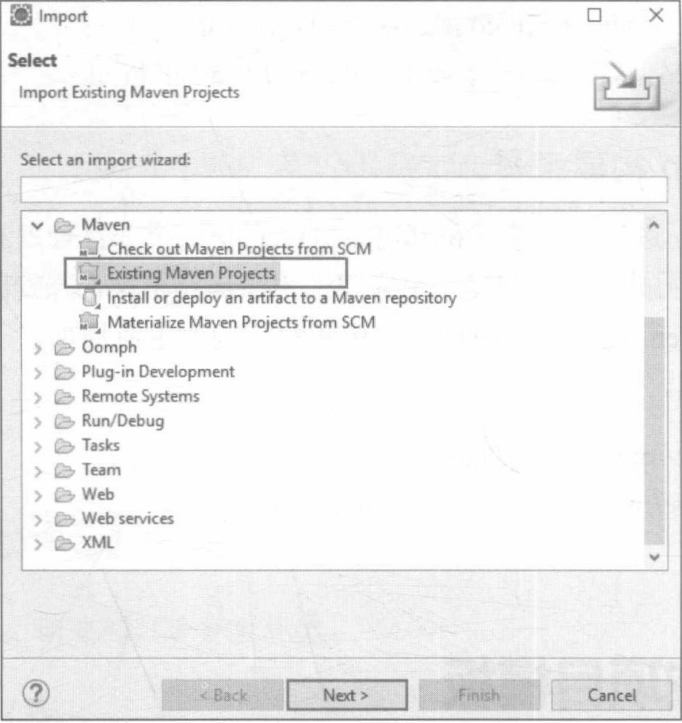 Import
Select
Import Existing Maven Projects
Select an import wizard:
Maven
Check out Maven Projects from SCM
Existing Maven Projects
Install or deploy an artifact to a Maven repository
Materialize Maven Projects from SCM
Oomph
Plug-in Development
Remote Systems
Run/Debug
Tasks
Team
Web
Web services
XML
< Back Next > Finish Cancel